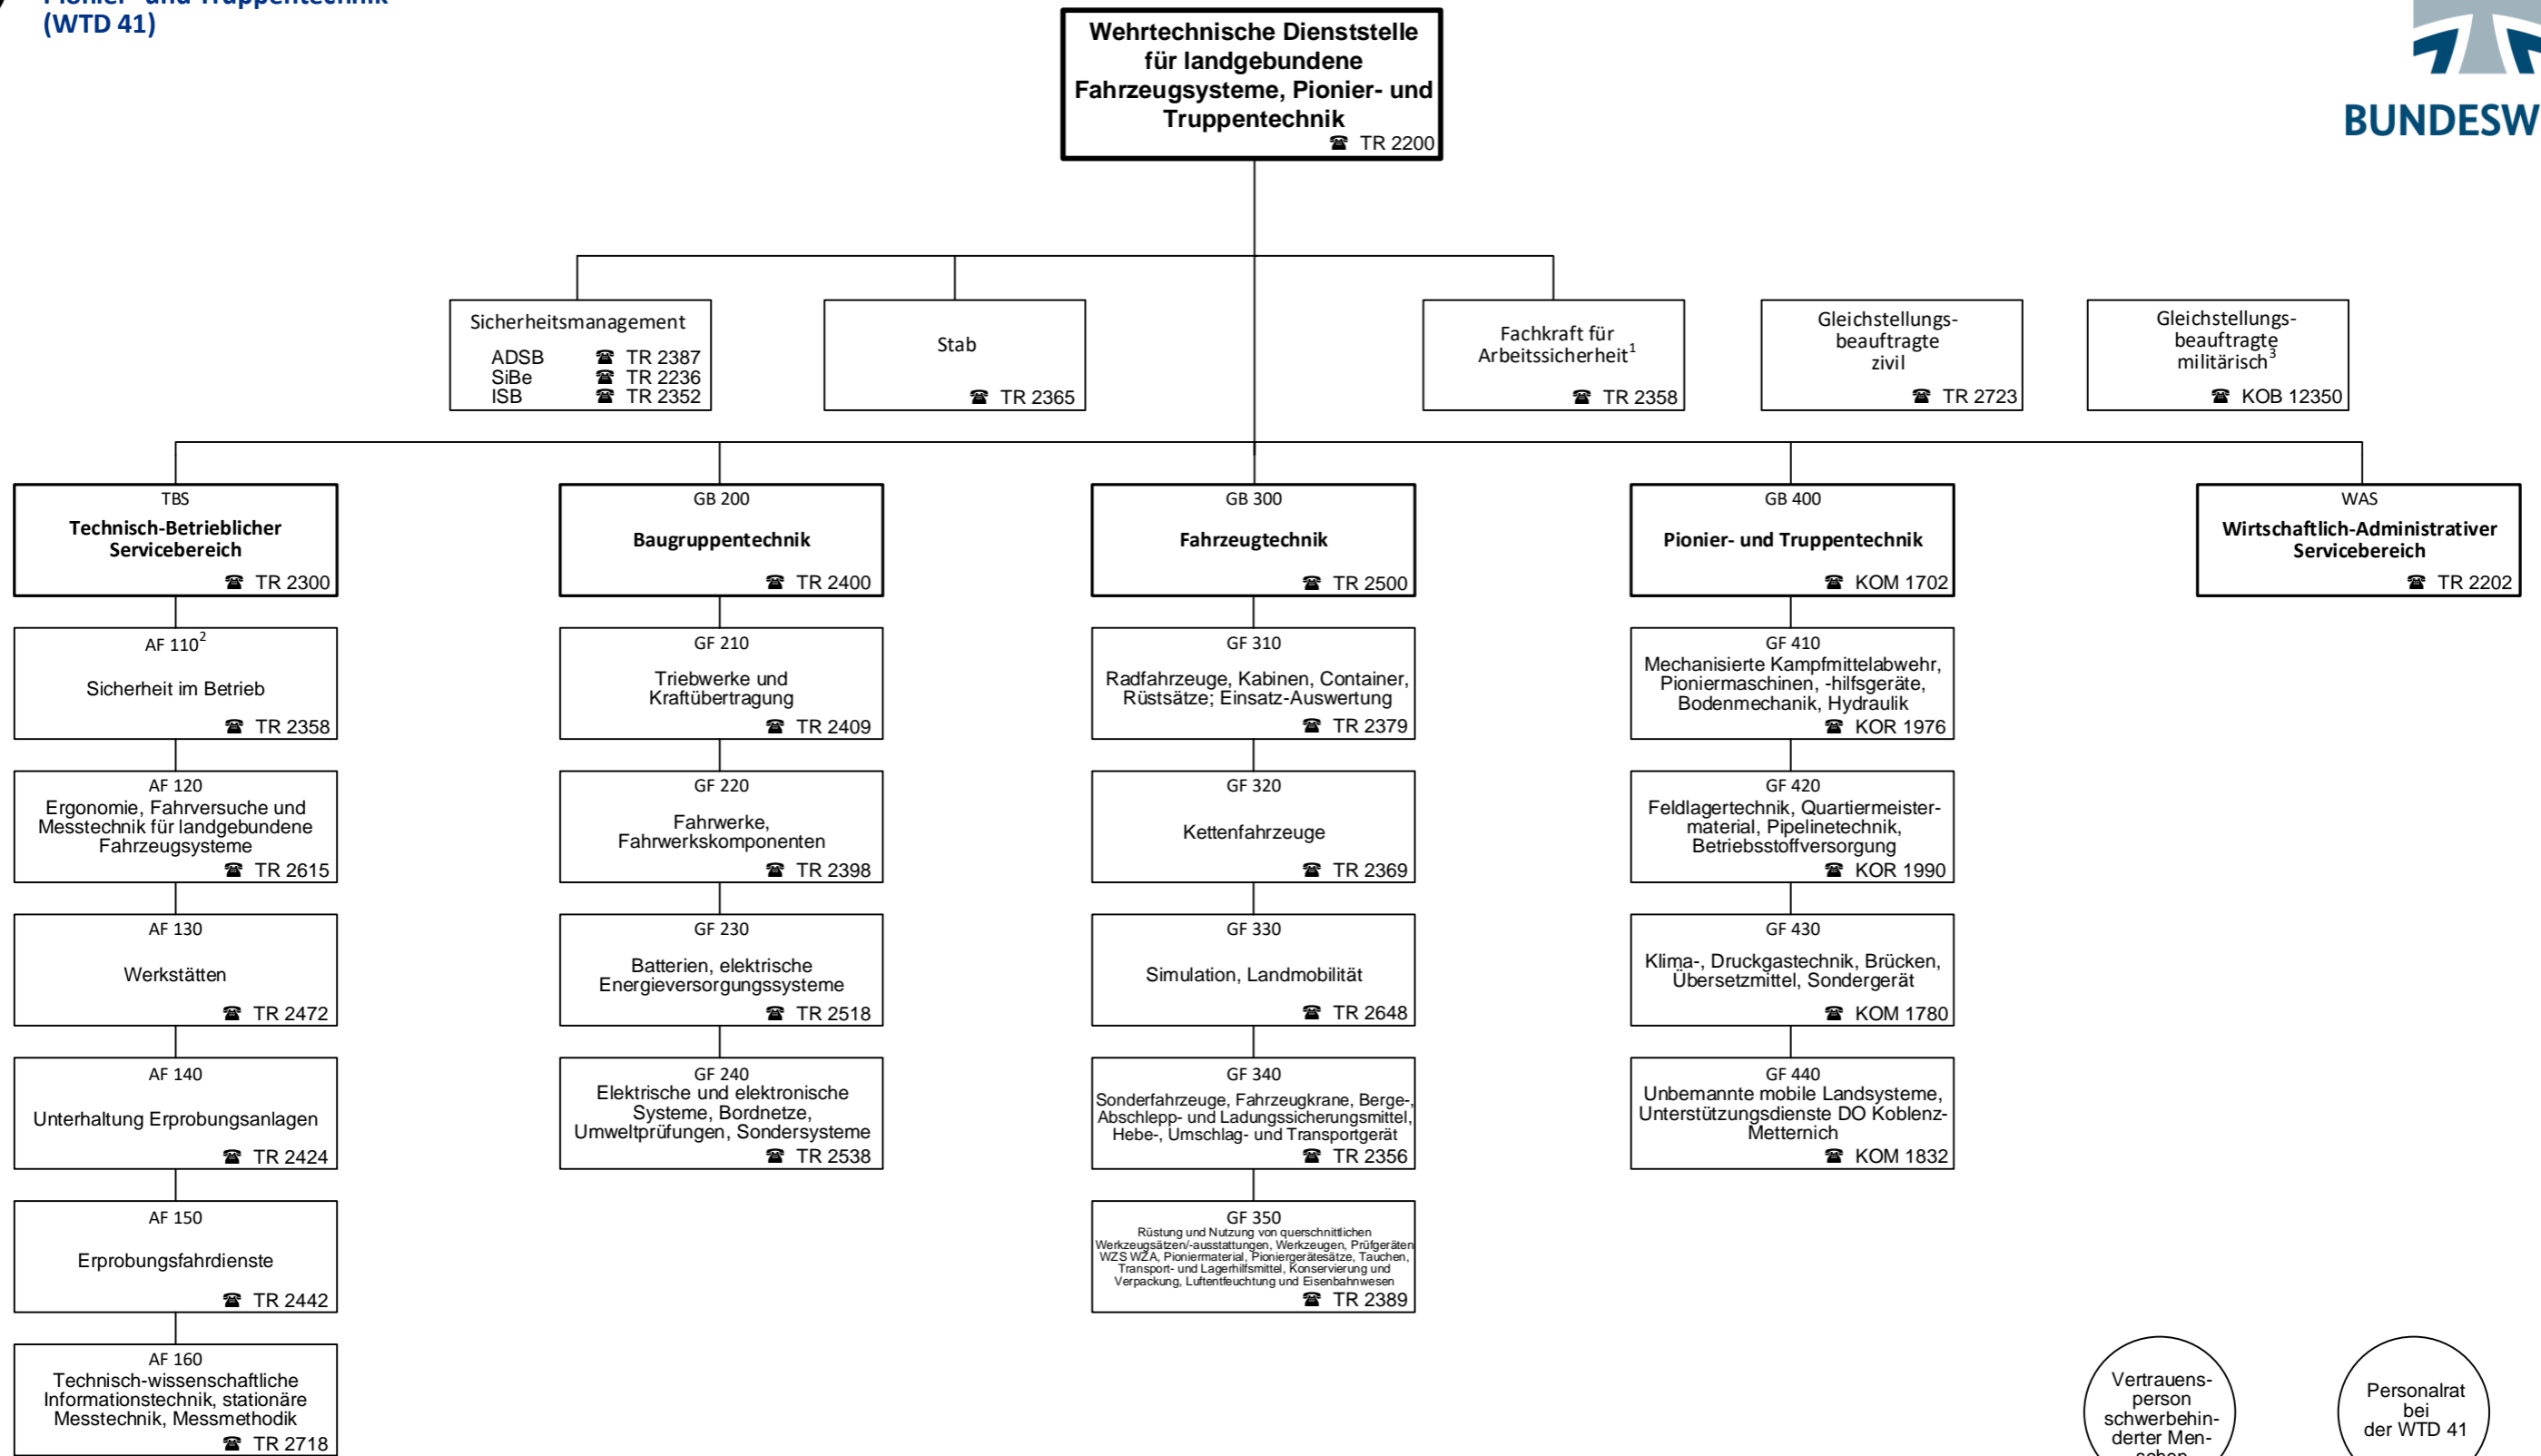 Pionier- und Truppentechnik
(WTD 41)
BUNDESW
Wehrtechnische Dienststelle
für landgebundene
Fahrzeugsysteme, Pionier- und
Truppentechnik
☎ TR 2200
Sicherheitsmanagement
ADSB ☎ TR 2387
SiBe ☎ TR 2236
ISB ☎ TR 2352
Stab
☎ TR 2365
Fachkraft für
Arbeitssicherheit¹
☎ TR 2358
Gleichstellungs-
beauftragte
zivil
☎ TR 2723
Gleichstellungs-
beauftragte
militärisch³
☎ KOB 12350
TBS
Technisch-Betrieblicher
Servicebereich
☎ TR 2300
AF 110²
Sicherheit im Betrieb
☎ TR 2358
AF 120
Ergonomie, Fahrversuche und
Messtechnik für landgebundene
Fahrzeugsysteme
☎ TR 2615
AF 130
Werkstätten
☎ TR 2472
AF 140
Unterhaltung Erprobungsanlagen
☎ TR 2424
AF 150
Erprobungsfahrdienste
☎ TR 2442
AF 160
Technisch-wissenschaftliche
Informationstechnik, stationäre
Messtechnik, Messmethodik
☎ TR 2718
GB 200
Baugruppentechnik
☎ TR 2400
GF 210
Triebwerke und
Kraftübertragung
☎ TR 2409
GF 220
Fahrwerke,
Fahrwerkskomponenten
☎ TR 2398
GF 230
Batterien, elektrische
Energieversorgungssysteme
☎ TR 2518
GF 240
Elektrische und elektronische
Systeme, Bordnetze,
Umweltprüfungen, Sondersysteme
☎ TR 2538
GB 300
Fahrzeugtechnik
☎ TR 2500
GF 310
Radfahrzeuge, Kabinen, Container,
Rüstsätze; Einsatz-Auswertung
☎ TR 2379
GF 320
Kettenfahrzeuge
☎ TR 2369
GF 330
Simulation, Landmobilität
☎ TR 2648
GF 340
Sonderfahrzeuge, Fahrzeugkrane, Berge-,
Abschlepp- und Ladungssicherungsmittel,
Hebe-, Umschlag- und Transportgerät
☎ TR 2356
GF 350
Rüstung und Nutzung von querschnittlichen
Werkzeugsätzen/-ausstattungen, Werkzeugen, Prüfgeräten
WZS WZA, Pioniermaterial, Pioniergerätesätze, Tauchen,
Transport- und Lagerhilfsmittel, Konservierung und
Verpackung, Luftentfeuchtung und Eisenbahnwesen
☎ TR 2389
GB 400
Pionier- und Truppentechnik
☎ KOM 1702
GF 410
Mechanisierte Kampfmittelabwehr,
Pioniermaschinen, -hilfsgeräte,
Bodenmechanik, Hydraulik
☎ KOR 1976
GF 420
Feldlagertechnik, Quartiermeister-
material, Pipelinetechnik,
Betriebsstoffversorgung
☎ KOR 1990
GF 430
Klima-, Druckgastechnik, Brücken,
Übersetzmittel, Sondergerät
☎ KOM 1780
GF 440
Unbemannte mobile Landsysteme,
Unterstützungsdienste DO Koblenz-
Metternich
☎ KOM 1832
WAS
Wirtschaftlich-Administrativer
Servicebereich
☎ TR 2202
Vertrauens-
person
schwerbehin-
derter Men-
schen
Personalrat
bei
der WTD 41